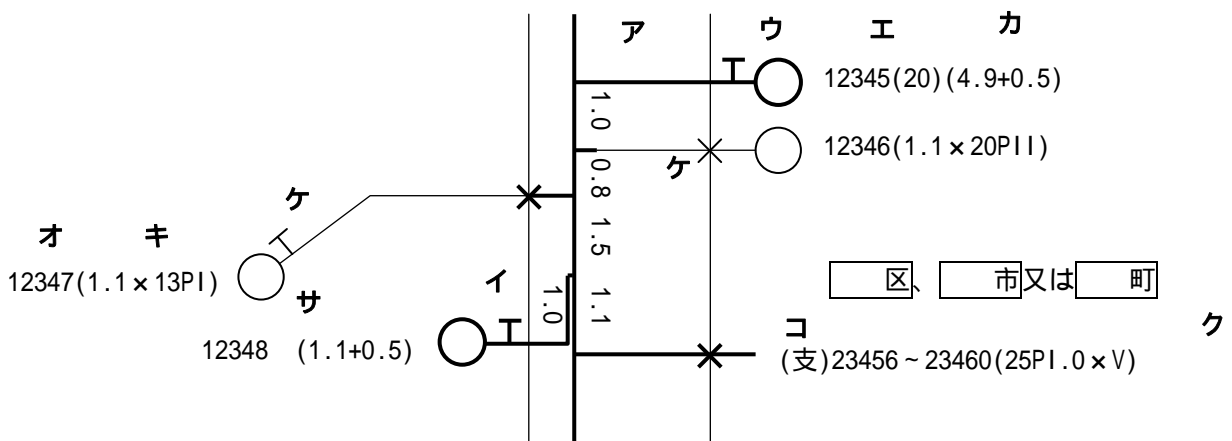 ア ウ エ カ
12345(20)(4.9+0.5)
1.0
12346(1.1×20PII)
ケ
0.8
ケ
オ キ
1.5
12347(1.1×13PI)
サ
イ
1.0
1.1
区、 市又は 町
12348 (1.1+0.5)
コ
ク
(支)23456~23460(25PI.0×V)